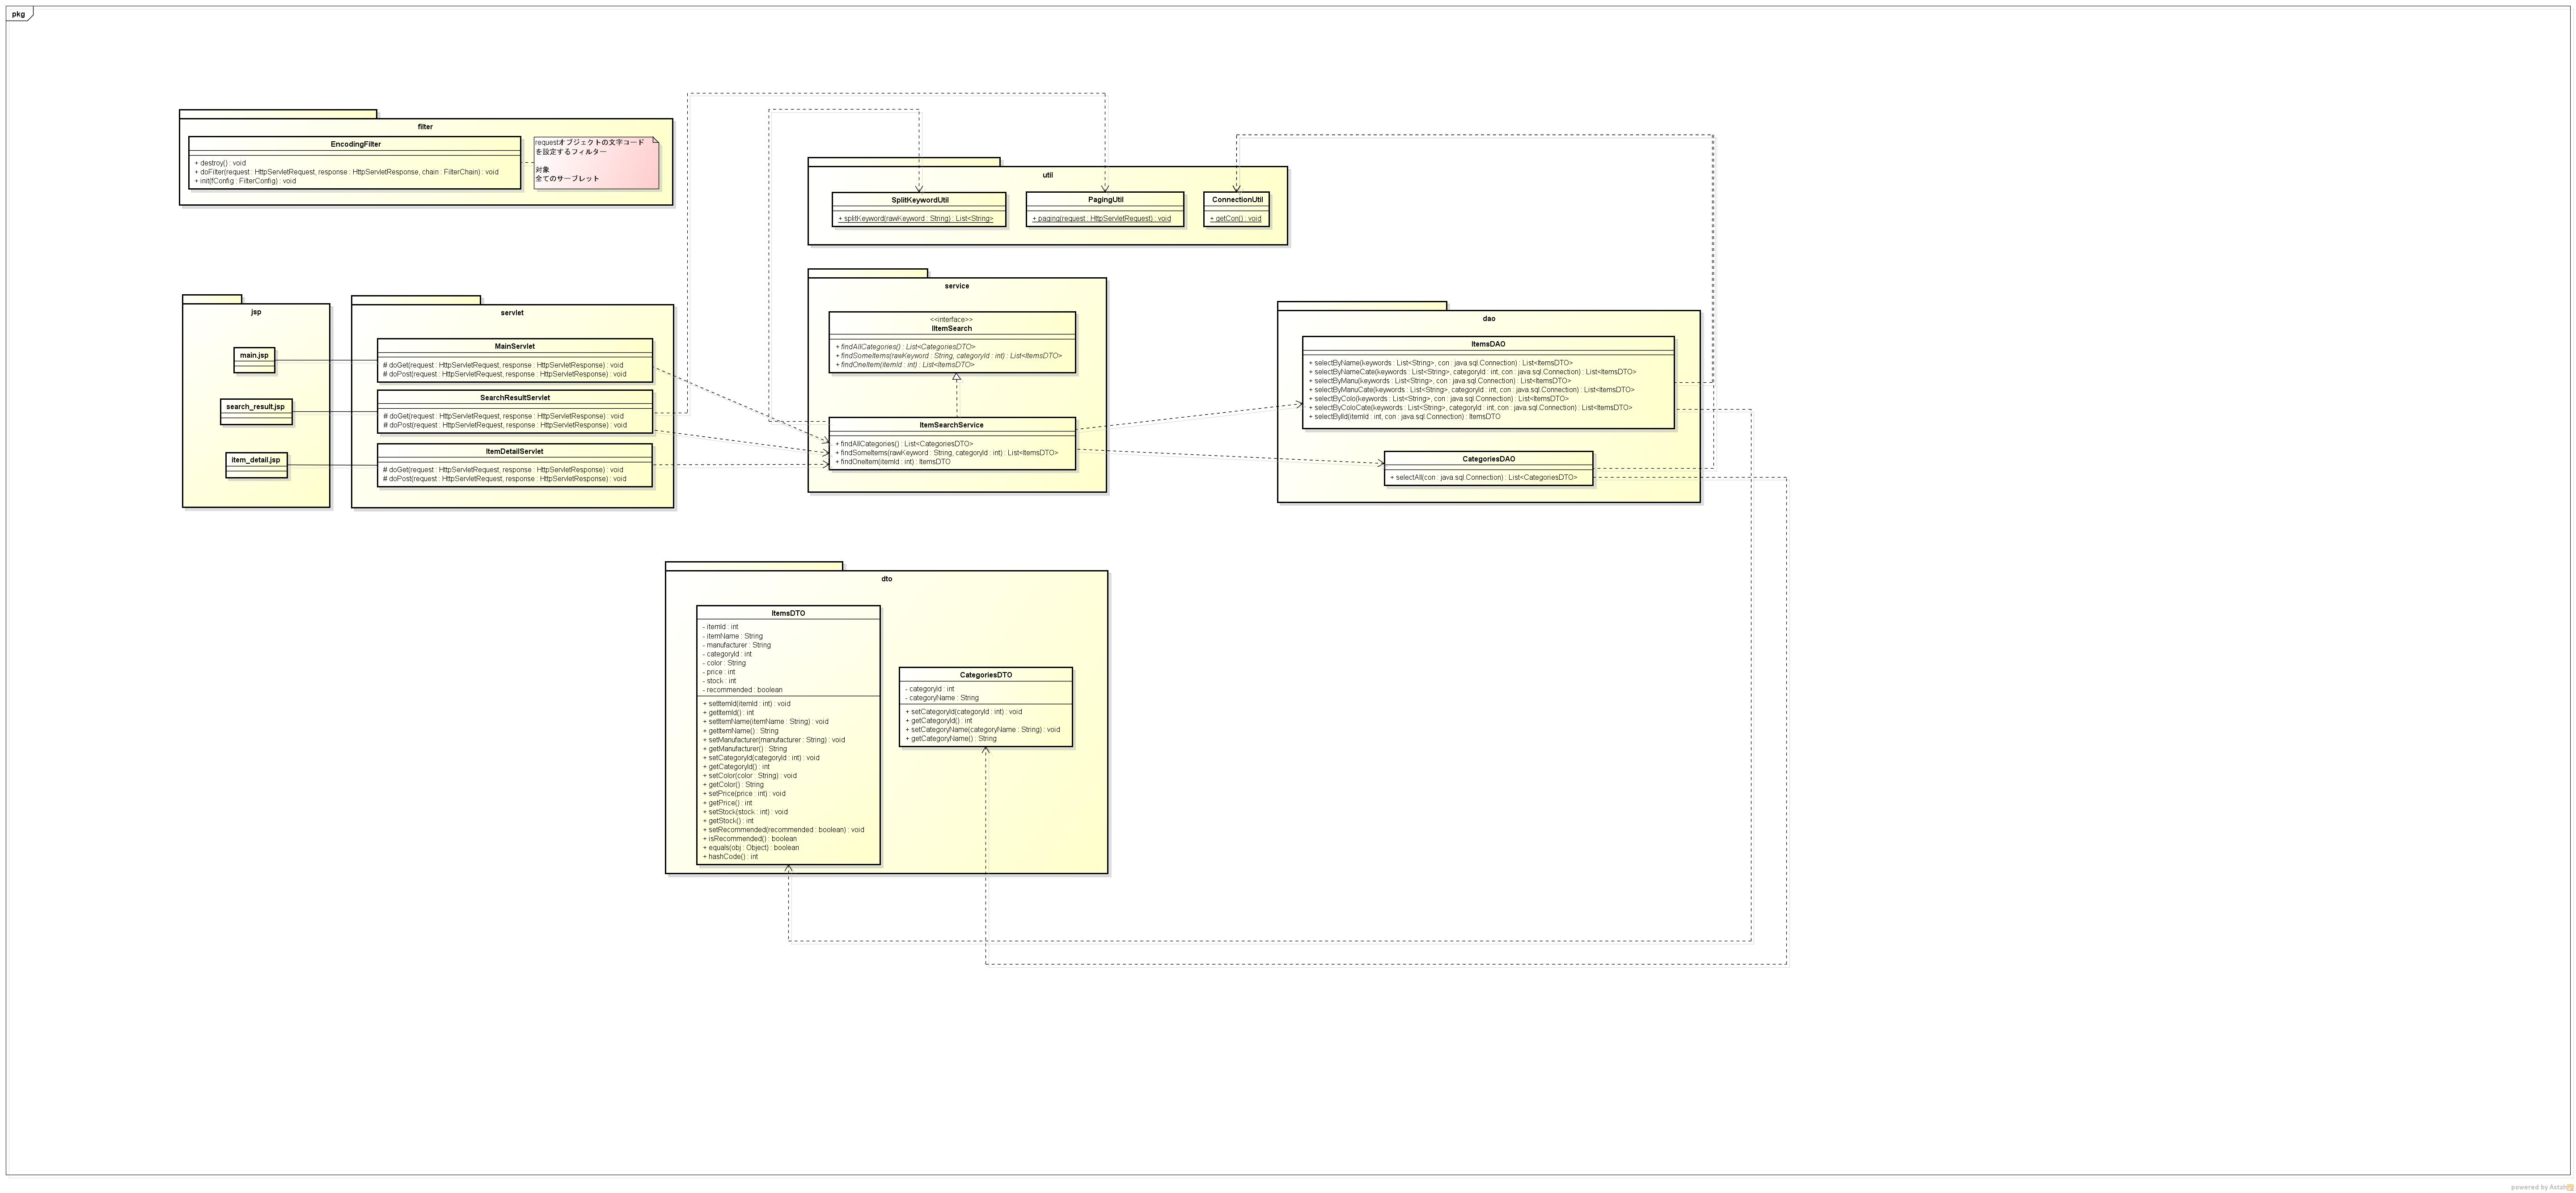 pkg
filter
EncodingFilter
+ destroy() : void
+ doFilter(request : HttpServletRequest, response : HttpServletResponse, chain : FilterChain) : void
+ init(fConfig : FilterConfig) : void
requestオブジェクトの文字コード
を設定するフィルター
対象
全てのサーブレット
util
SplitKeywordUtil
+ splitKeyword(rawKeyword : String) : List<String>
PagingUtil
+ paging(request : HttpServletRequest) : void
ConnectionUtil
+ getCon() : void
jsp
main.jsp
search_result.jsp
item_detail.jsp
servlet
MainServlet
# doGet(request : HttpServletRequest, response : HttpServletResponse) : void
# doPost(request : HttpServletRequest, response : HttpServletResponse) : void
SearchResultServlet
# doGet(request : HttpServletRequest, response : HttpServletResponse) : void
# doPost(request : HttpServletRequest, response : HttpServletResponse) : void
ItemDetailServlet
# doGet(request : HttpServletRequest, response : HttpServletResponse) : void
# doPost(request : HttpServletRequest, response : HttpServletResponse) : void
service
<<interface>>
IItemSearch
+ findAllCategories() : List<CategoriesDTO>
+ findSomeItems(rawKeyword : String, categoryId : int) : List<ItemsDTO>
+ findOneItem(itemId : int) : List<ItemsDTO>
ItemSearchService
+ findAllCategories() : List<CategoriesDTO>
+ findSomeItems(rawKeyword : String, categoryId : int) : List<ItemsDTO>
+ findOneItem(itemId : int) : ItemsDTO
dao
ItemsDAO
+ selectByName(keywords : List<String>, con : java.sql.Connection) : List<ItemsDTO>
+ selectByNameCate(keywords : List<String>, categoryId : int, con : java.sql.Connection) : List<ItemsDTO>
+ selectByManu(keywords : List<String>, con : java.sql.Connection) : List<ItemsDTO>
+ selectByManuCate(keywords : List<String>, categoryId : int, con : java.sql.Connection) : List<ItemsDTO>
+ selectByColo(keywords : List<String>, con : java.sql.Connection) : List<ItemsDTO>
+ selectByColoCate(keywords : List<String>, categoryId : int, con : java.sql.Connection) : List<ItemsDTO>
+ selectById(itemId : int, con : java.sql.Connection) : ItemsDTO
CategoriesDAO
+ selectAll(con : java.sql.Connection) : List<CategoriesDTO>
dto
ItemsDTO
- itemId : int
- itemName : String
- manufacturer : String
- categoryId : int
- color : String
- price : int
- stock : int
- recommended : boolean
+ setItemId(itemId : int) : void
+ getItemId() : int
+ setItemName(itemName : String) : void
+ getItemName() : String
+ setManufacturer(manufacturer : String) : void
+ getManufacturer() : String
+ setCategoryId(categoryId : int) : void
+ getCategoryId() : int
+ setColor(color : String) : void
+ getColor() : String
+ setPrice(price : int) : void
+ getPrice() : int
+ setStock(stock : int) : void
+ getStock() : int
+ setRecommended(recommended : boolean) : void
+ isRecommended() : boolean
+ equals(obj : Object) : boolean
+ hashCode() : int
CategoriesDTO
- categoryId : int
- categoryName : String
+ setCategoryId(categoryId : int) : void
+ getCategoryId() : int
+ setCategoryName(categoryName : String) : void
+ getCategoryName() : String
powered by Astah